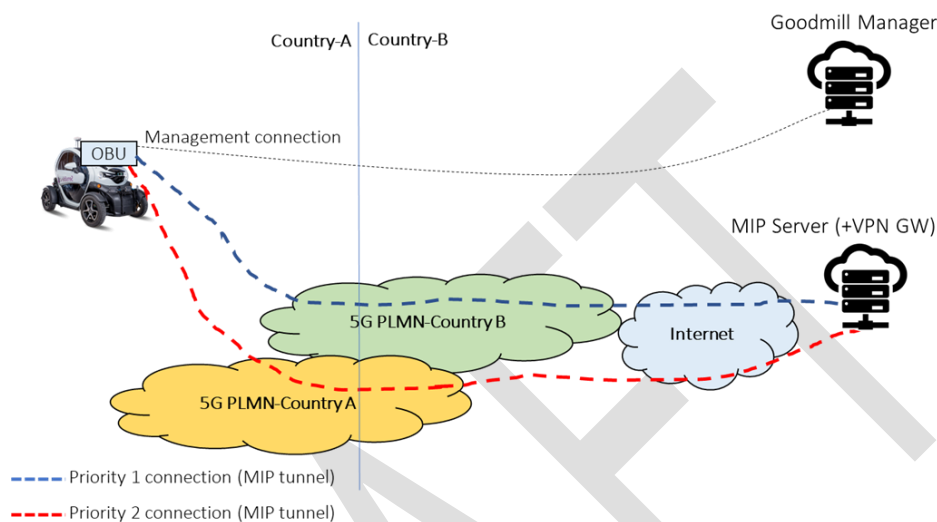 Goodmill Manager
Country-A
Country-B
Management connection
OBU
MIP Server (+VPN GW)
5G PLMN-Country B
Internet
5G PLMN-Country A
Priority 1 connection (MIP tunnel)
Priority 2 connection (MIP tunnel)